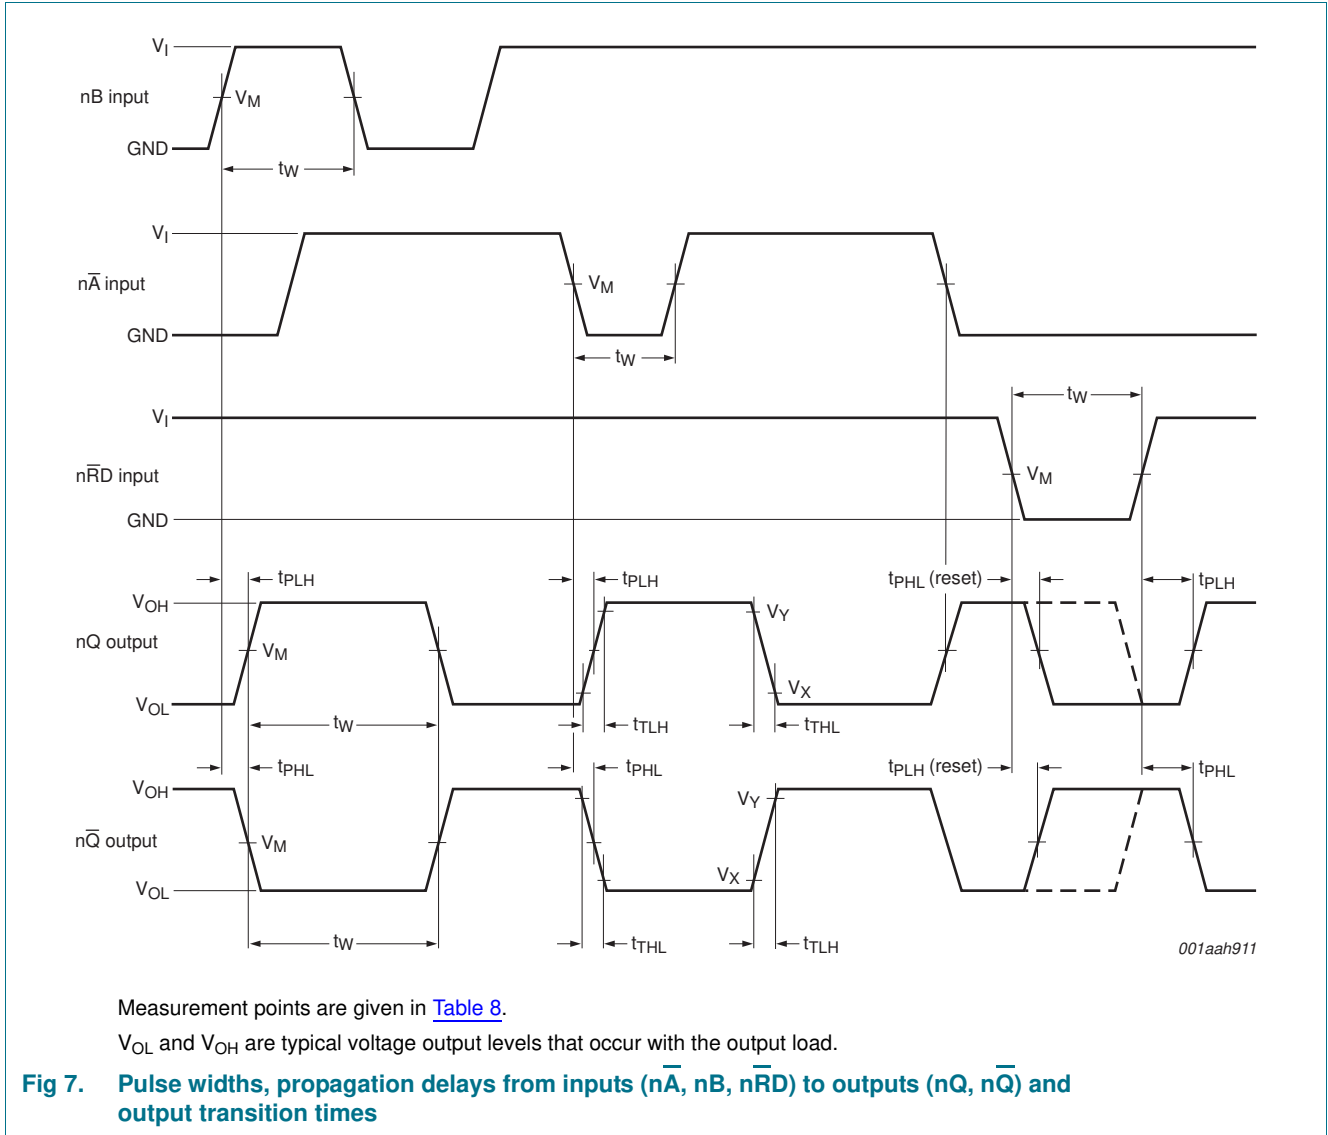 VI
nB input
VM
GND
tW
VI
nA̅ input
VM
GND
tW
VI
tW
nR̅D input
VM
GND
tPLH
tPLH
tPHL (reset)
tPLH
VOH
VY
nQ output
VM
VX
VOL
tW
tTLH
tTHL
tPHL
tPHL
tPLH (reset)
tPHL
VOH
VY
nQ̅ output
VM
VX
VOL
tW
tTHL
tTLH
001aah911
Measurement points are given in Table 8.
VOL and VOH are typical voltage output levels that occur with the output load.
Fig 7. Pulse widths, propagation delays from inputs (nA̅, nB, nR̅D) to outputs (nQ, nQ̅) and
output transition times